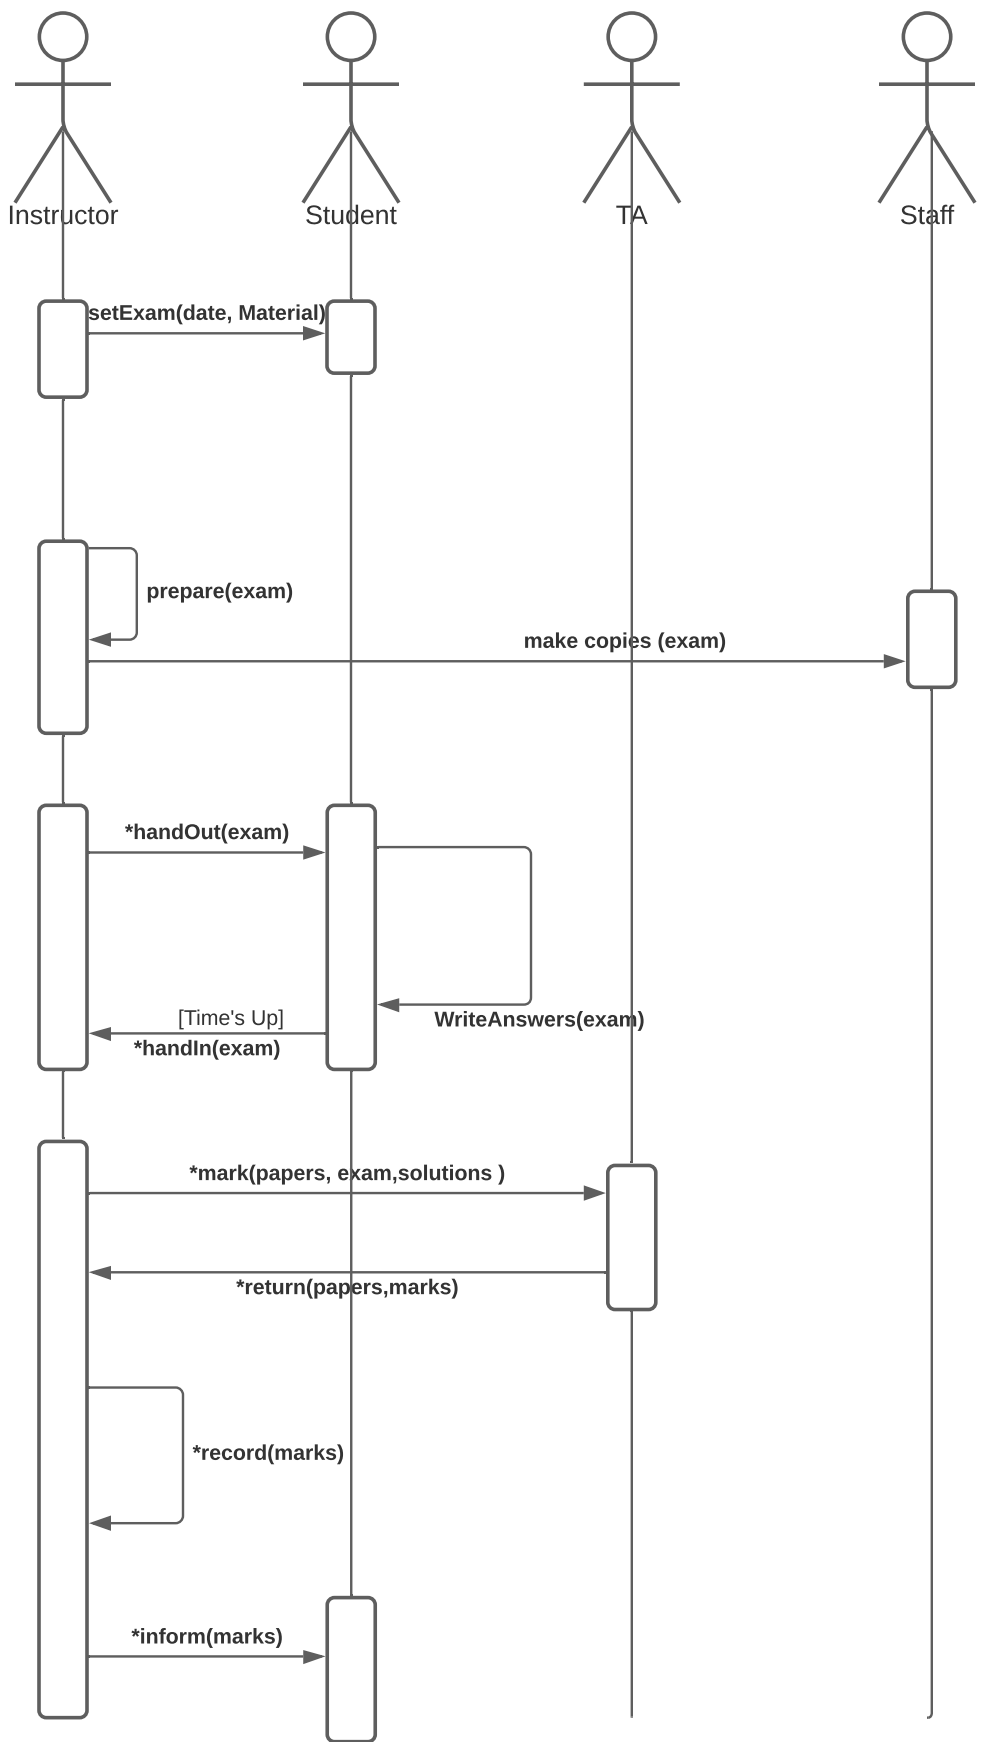 Instructor
Student
TA
Staff
setExam(date, Material)
prepare(exam)
make copies (exam)
*handOut(exam)
[Time's Up]
WriteAnswers(exam)
*handIn(exam)
*mark(papers, exam,solutions )
*return(papers,marks)
*record(marks)
*inform(marks)